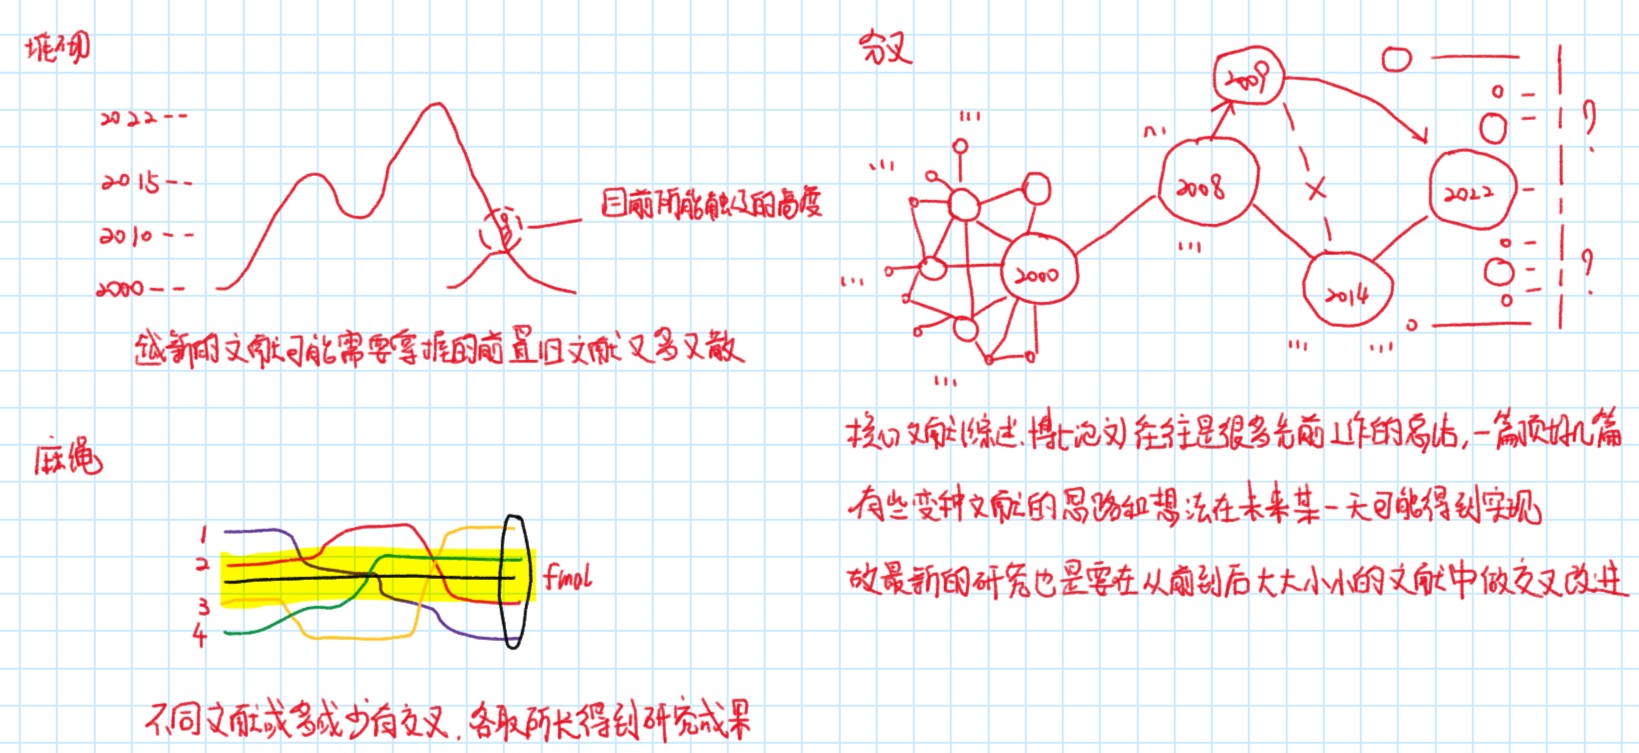 堆砌
2022--
2015--
2010--
2000--
目前所能触及的高度
越新的文献可能需要掌握的前置旧文献又多又散
麻绳
1
2
3
4
final
不同文献或多或少有交叉,各取所长得到研究成果
分叉
2009
2008
2000
2014
2022
?
?
核心文献(综述、博士论文)往往是很多先前工作的总结,一篇顶好几篇
有些变种文献的思路和想法在未来某一天可能得到实现
故最新的研究也是要在从前到后大大小小的文献中做交叉改进